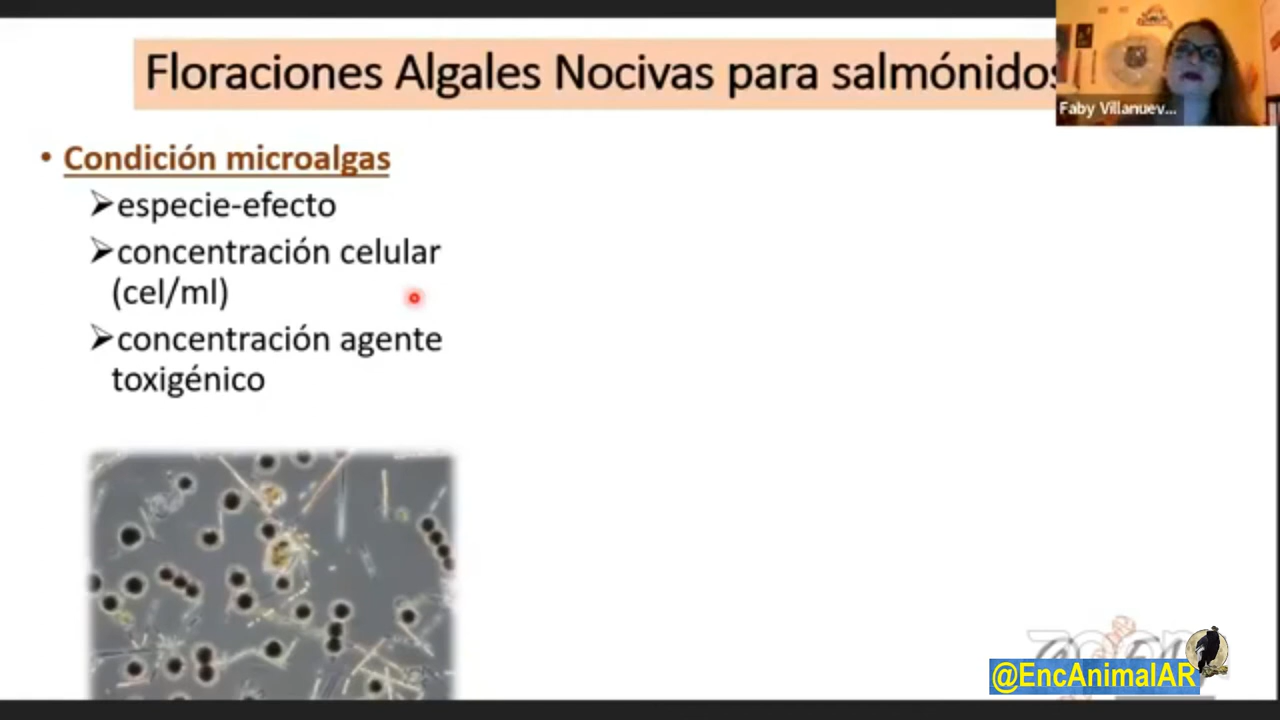 Floraciones Algales Nocivas para salmónidos
Faby Villanuev...
• Condición microalgas
➢especie-efecto
➢concentración celular
(cel/ml)
➢concentración agente
toxigénico
zoom
@EncAnimalAR